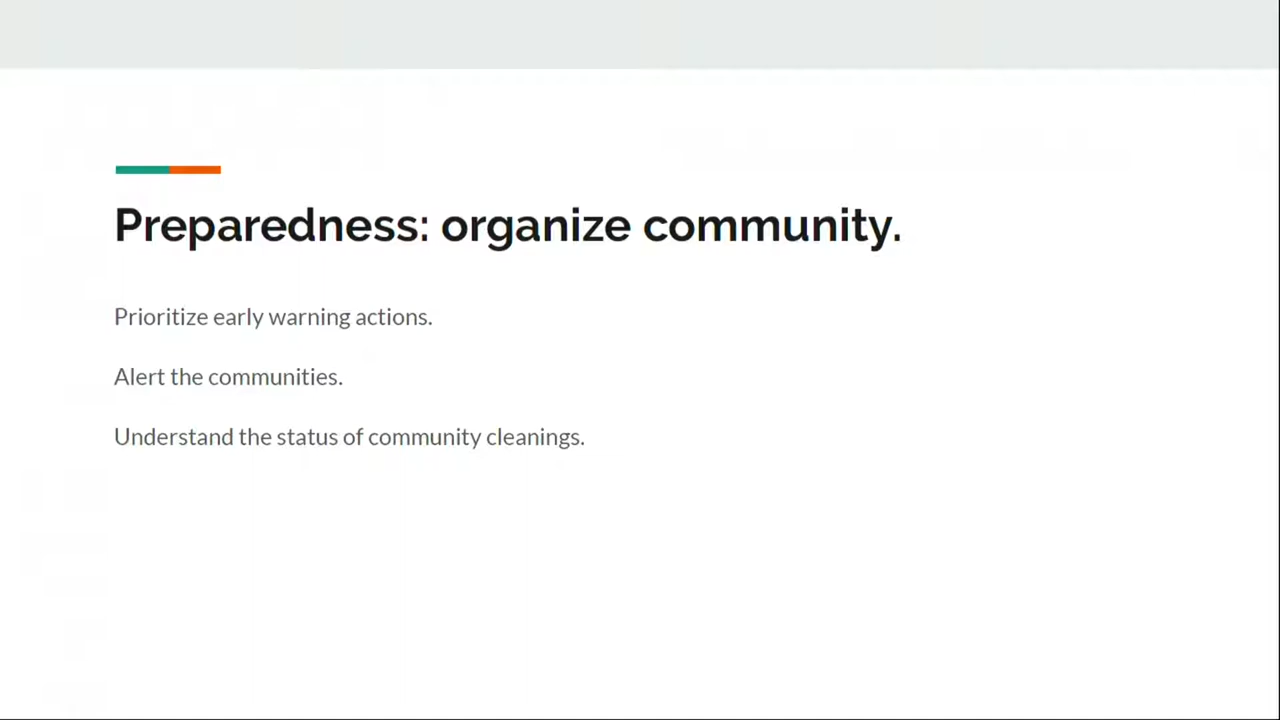 Preparedness: organize community.
Prioritize early warning actions.
Alert the communities.
Understand the status of community cleanings.